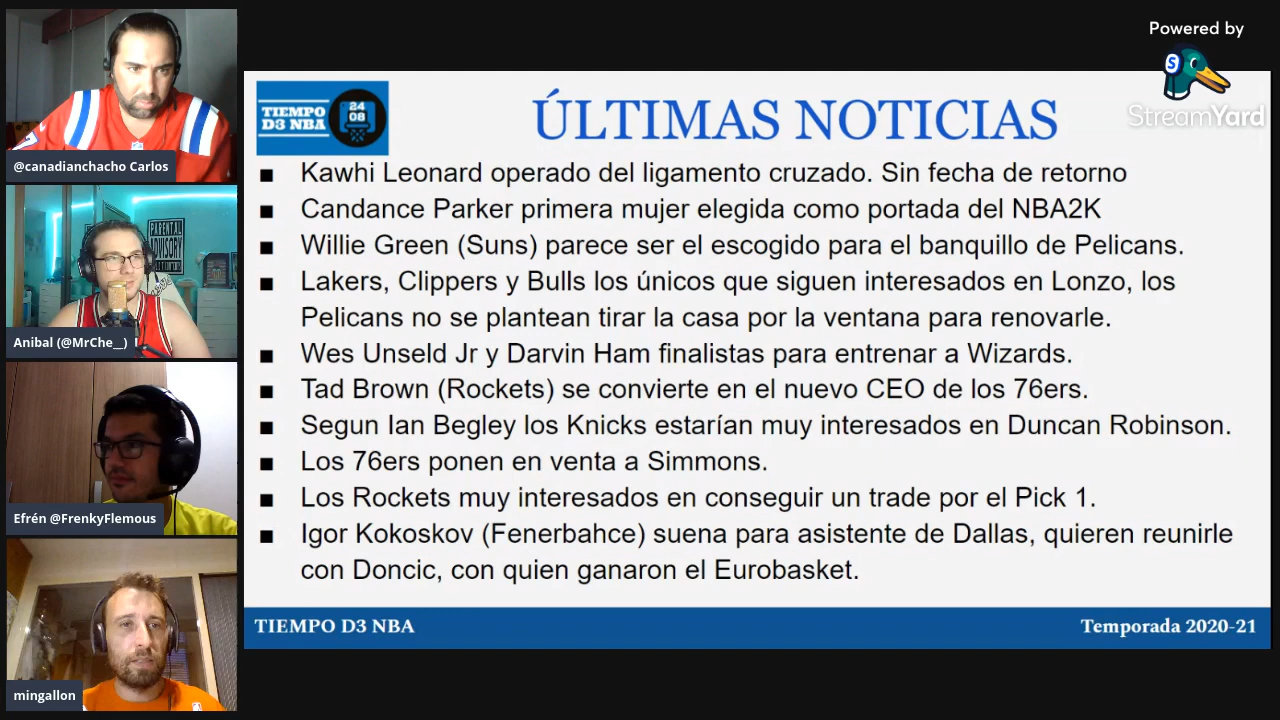 Powered by
StreamYard
@canadianchacho Carlos
PARENTAL
ADVISORY
Anibal (@MrChe__)
Efrén @FrenkyFlemous
mingallon
TIEMPO
D3 NBA
24
08
ÚLTIMAS NOTICIAS
▪ Kawhi Leonard operado del ligamento cruzado. Sin fecha de retorno
▪ Candance Parker primera mujer elegida como portada del NBA2K
▪ Willie Green (Suns) parece ser el escogido para el banquillo de Pelicans.
▪ Lakers, Clippers y Bulls los únicos que siguen interesados en Lonzo, los
Pelicans no se plantean tirar la casa por la ventana para renovarle.
▪ Wes Unseld Jr y Darvin Ham finalistas para entrenar a Wizards.
▪ Tad Brown (Rockets) se convierte en el nuevo CEO de los 76ers.
▪ Segun Ian Begley los Knicks estarían muy interesados en Duncan Robinson.
▪ Los 76ers ponen en venta a Simmons.
▪ Los Rockets muy interesados en conseguir un trade por el Pick 1.
▪ Igor Kokoskov (Fenerbahce) suena para asistente de Dallas, quieren reunirle
con Doncic, con quien ganaron el Eurobasket.
TIEMPO D3 NBA
Temporada 2020-21